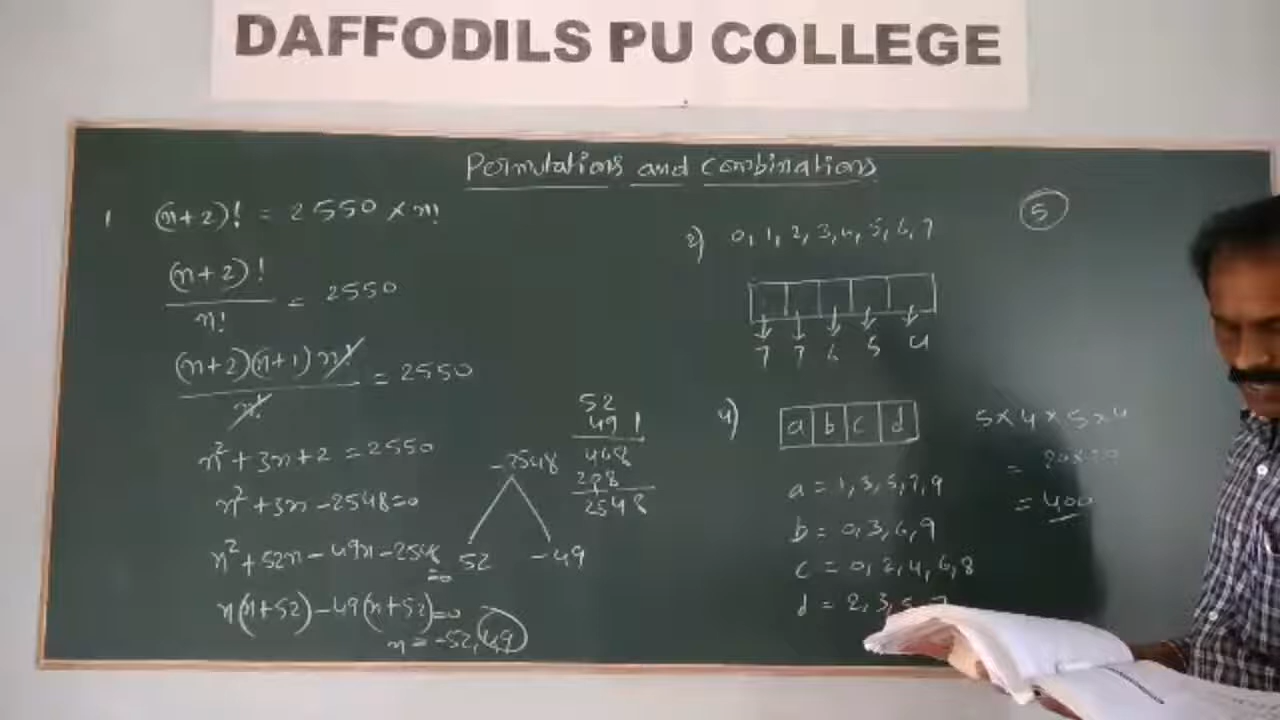 DAFFODILS PU COLLEGE
Permutations and Combinations
1 (n+2)! = 2550 × n!
(n+2)!
n!
= 2550
(n+2)(n+1) n!
n!
= 2550
n² + 3n + 2 = 2550
n² + 3n - 2548 = 0
n² + 52n - 49n - 2548 = 0
n(n+52) - 49(n+52) = 0
n = -52, 49
-2548
52 -49
52
49 1
468
208
2548
2) 0, 1, 2, 3, 4, 5, 6, 7
7 7 6 5 4
4) a b c d
a = 1, 3, 5, 7, 9
b = 0, 3, 6, 9
c = 0, 2, 4, 6, 8
d = 2, 3, 5, 7
5
5 × 4 × 5 × 4
= 20 × 20
= 400